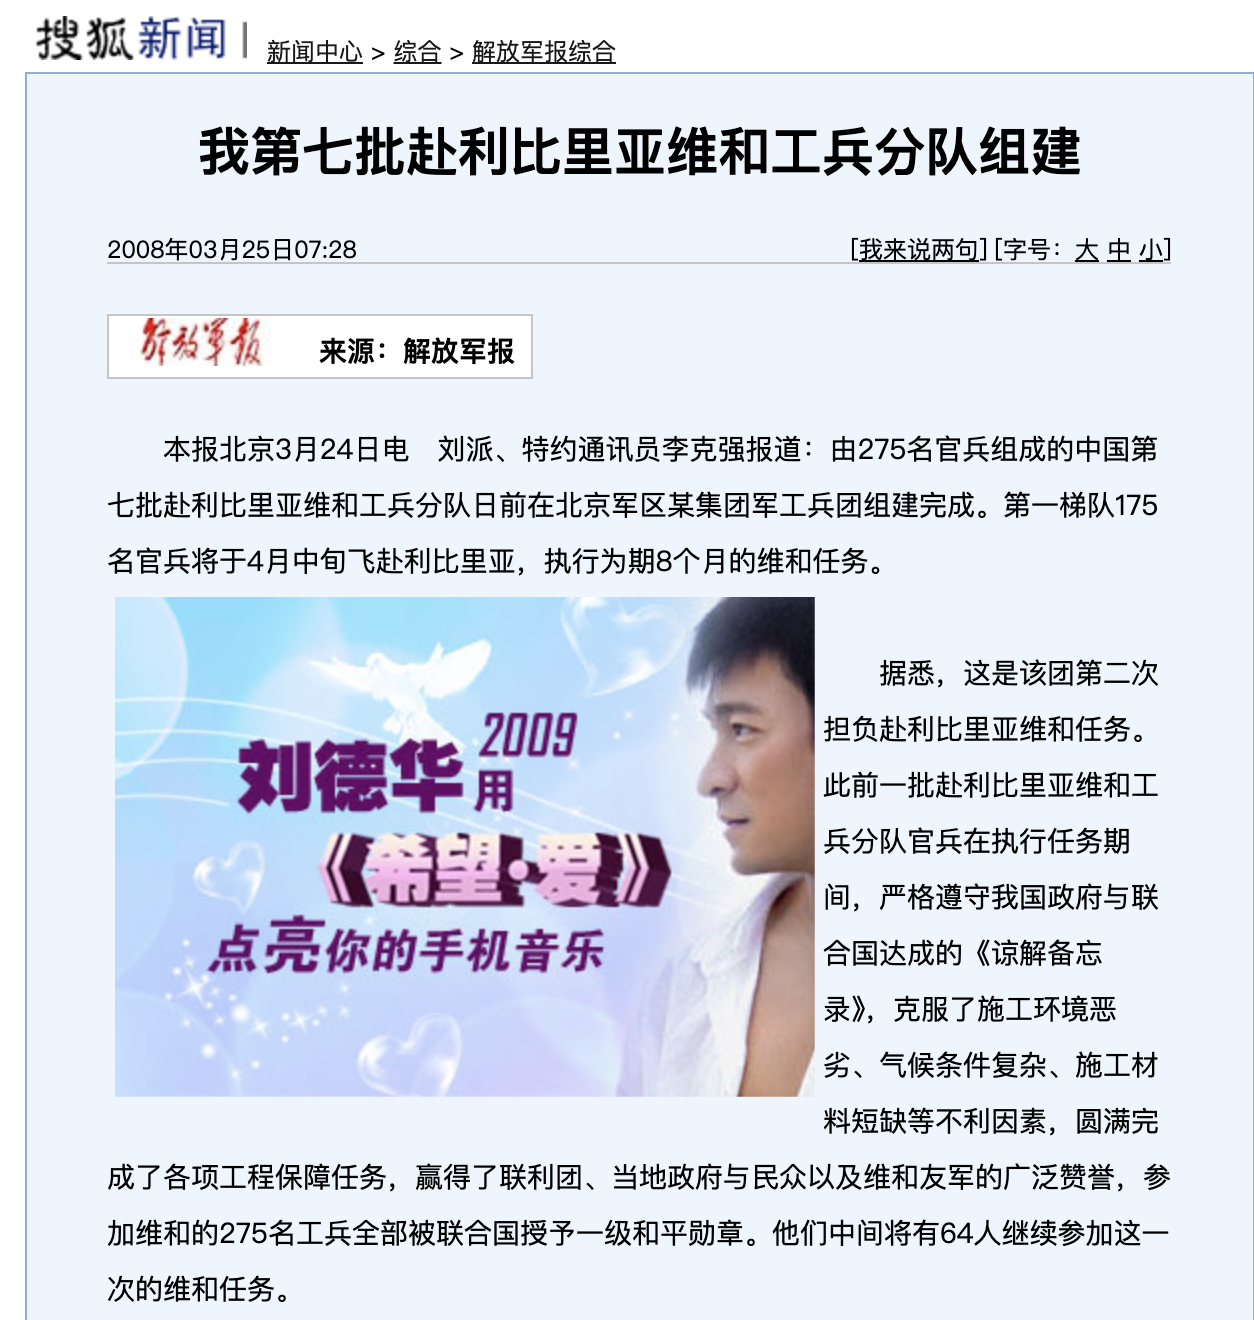 搜狐新闻 | 新闻中心 > 综合 > 解放军报综合
我第七批赴利比里亚维和工兵分队组建
2008年03月25日07:28 [我来说两句] [字号：大 中 小]
解放军报 来源：解放军报
本报北京3月24日电　刘派、特约通讯员李克强报道：由275名官兵组成的中国第
七批赴利比里亚维和工兵分队日前在北京军区某集团军工兵团组建完成。第一梯队175
名官兵将于4月中旬飞赴利比里亚，执行为期8个月的维和任务。
刘德华2009用
《希望·爱》
点亮你的手机音乐
据悉，这是该团第二次
担负赴利比里亚维和任务。
此前一批赴利比里亚维和工
兵分队官兵在执行任务期
间，严格遵守我国政府与联
合国达成的《谅解备忘
录》，克服了施工环境恶
劣、气候条件复杂、施工材
料短缺等不利因素，圆满完
成了各项工程保障任务，赢得了联利团、当地政府与民众以及维和友军的广泛赞誉，参
加维和的275名工兵全部被联合国授予一级和平勋章。他们中间将有64人继续参加这一
次的维和任务。